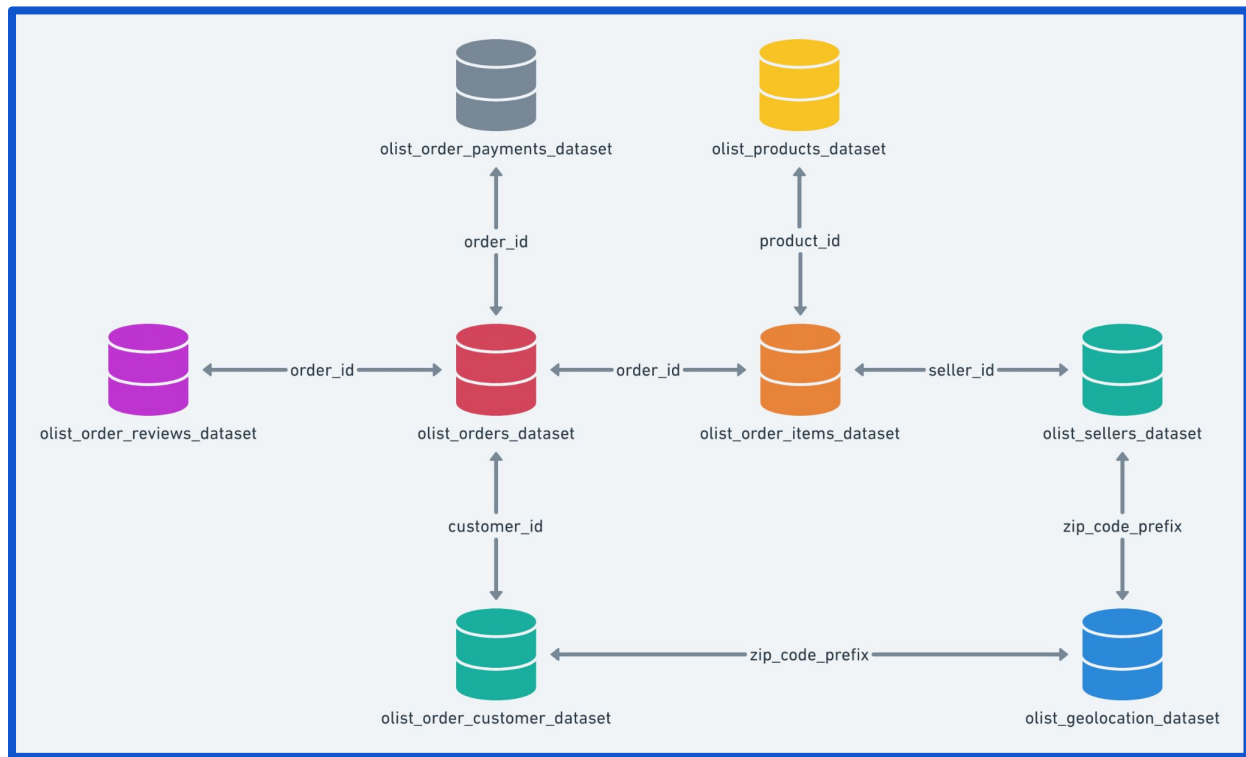 olist_order_payments_dataset
olist_products_dataset
order_id
product_id
order_id
order_id
seller_id
olist_order_reviews_dataset
olist_orders_dataset
olist_order_items_dataset
olist_sellers_dataset
customer_id
zip_code_prefix
zip_code_prefix
olist_order_customer_dataset
olist_geolocation_dataset